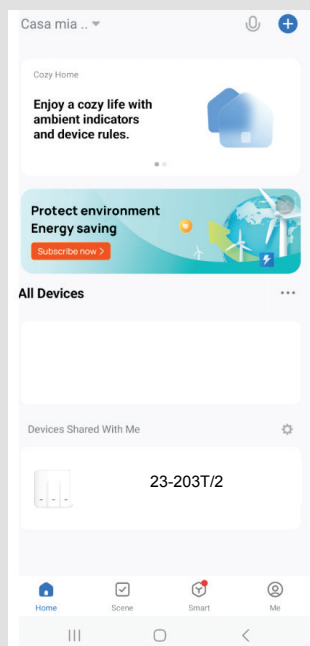 Casa mia ..
Cozy Home
Enjoy a cozy life with
ambient indicators
and device rules.
Protect environment
Energy saving
Subscribe now >
All Devices
Devices Shared With Me
23-203T/2
Home Scene Smart Me